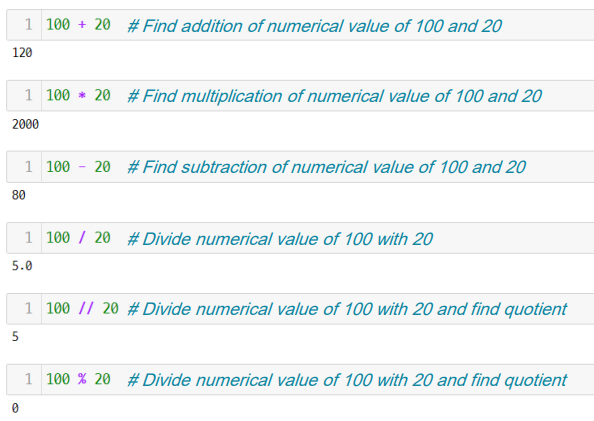 1 100 + 20 # Find addition of numerical value of 100 and 20
120
1 100 * 20 # Find multiplication of numerical value of 100 and 20
2000
1 100 - 20 # Find subtraction of numerical value of 100 and 20
80
1 100 / 20 # Divide numerical value of 100 with 20
5.0
1 100 // 20 # Divide numerical value of 100 with 20 and find quotient
5
1 100 % 20 # Divide numerical value of 100 with 20 and find quotient
0